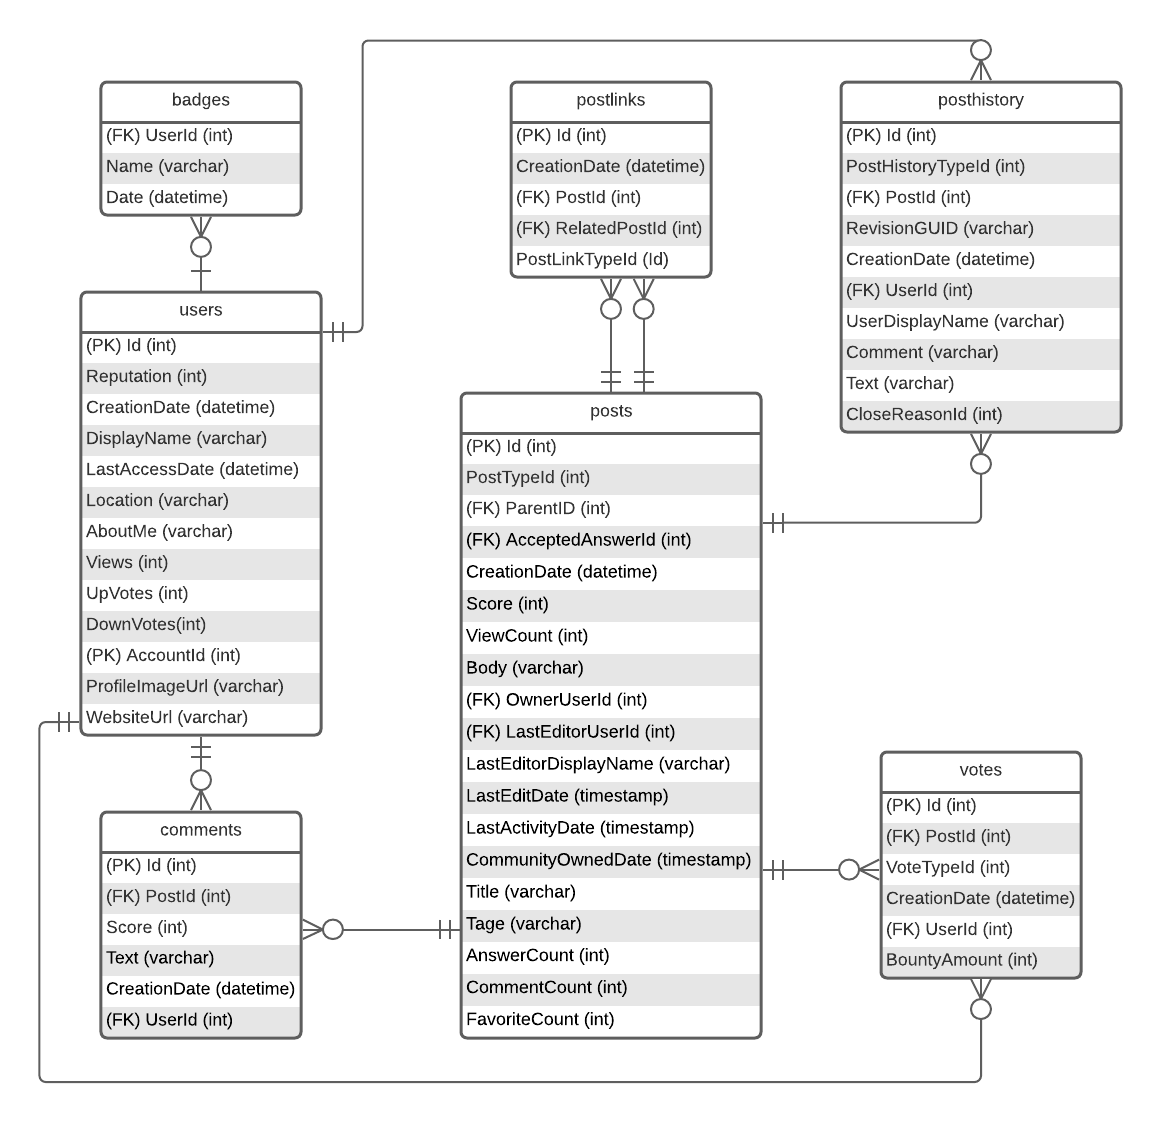 badges
(FK) UserId (int)
Name (varchar)
Date (datetime)
postlinks
(PK) Id (int)
CreationDate (datetime)
(FK) PostId (int)
(FK) RelatedPostId (int)
PostLinkTypeId (Id)
posthistory
(PK) Id (int)
PostHistoryTypeId (int)
(FK) PostId (int)
RevisionGUID (varchar)
CreationDate (datetime)
(FK) UserId (int)
UserDisplayName (varchar)
Comment (varchar)
Text (varchar)
CloseReasonId (int)
users
(PK) Id (int)
Reputation (int)
CreationDate (datetime)
DisplayName (varchar)
LastAccessDate (datetime)
Location (varchar)
AboutMe (varchar)
Views (int)
UpVotes (int)
DownVotes(int)
(PK) AccountId (int)
ProfileImageUrl (varchar)
WebsiteUrl (varchar)
posts
(PK) Id (int)
PostTypeId (int)
(FK) ParentID (int)
(FK) AcceptedAnswerId (int)
CreationDate (datetime)
Score (int)
ViewCount (int)
Body (varchar)
(FK) OwnerUserId (int)
(FK) LastEditorUserId (int)
LastEditorDisplayName (varchar)
LastEditDate (timestamp)
LastActivityDate (timestamp)
CommunityOwnedDate (timestamp)
Title (varchar)
Tage (varchar)
AnswerCount (int)
CommentCount (int)
FavoriteCount (int)
comments
(PK) Id (int)
(FK) PostId (int)
Score (int)
Text (varchar)
CreationDate (datetime)
(FK) UserId (int)
votes
(PK) Id (int)
(FK) PostId (int)
VoteTypeId (int)
CreationDate (datetime)
(FK) UserId (int)
BountyAmount (int)